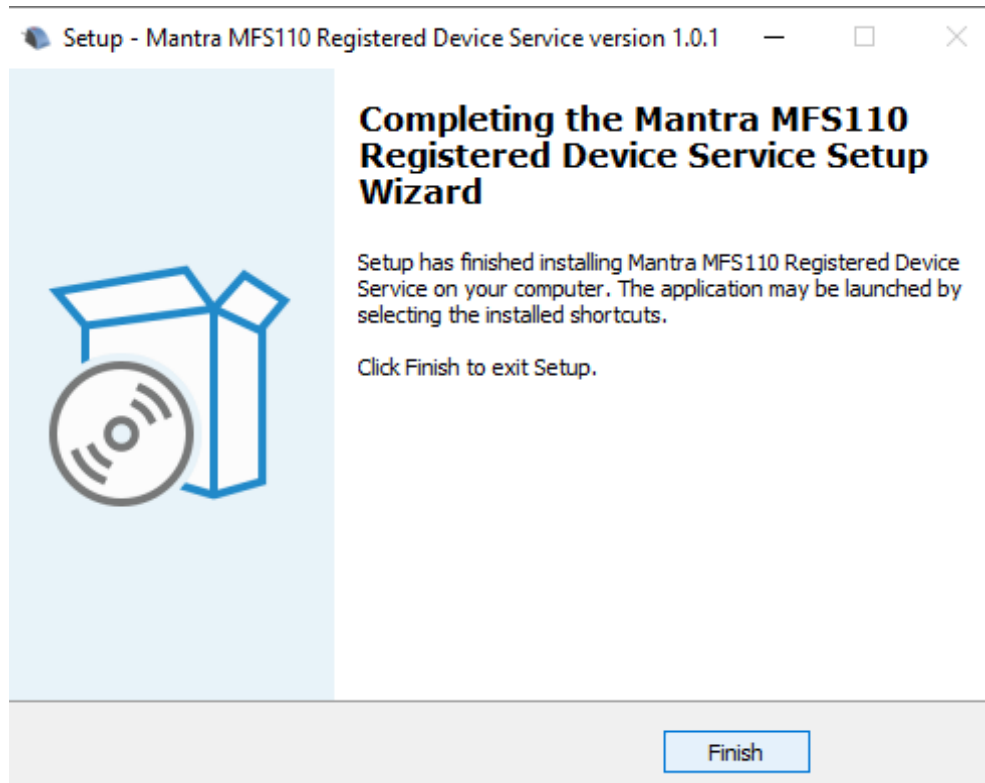 Setup - Mantra MFS110 Registered Device Service version 1.0.1
Completing the Mantra MFS110
Registered Device Service Setup
Wizard
Setup has finished installing Mantra MFS110 Registered Device
Service on your computer. The application may be launched by
selecting the installed shortcuts.
Click Finish to exit Setup.
Finish